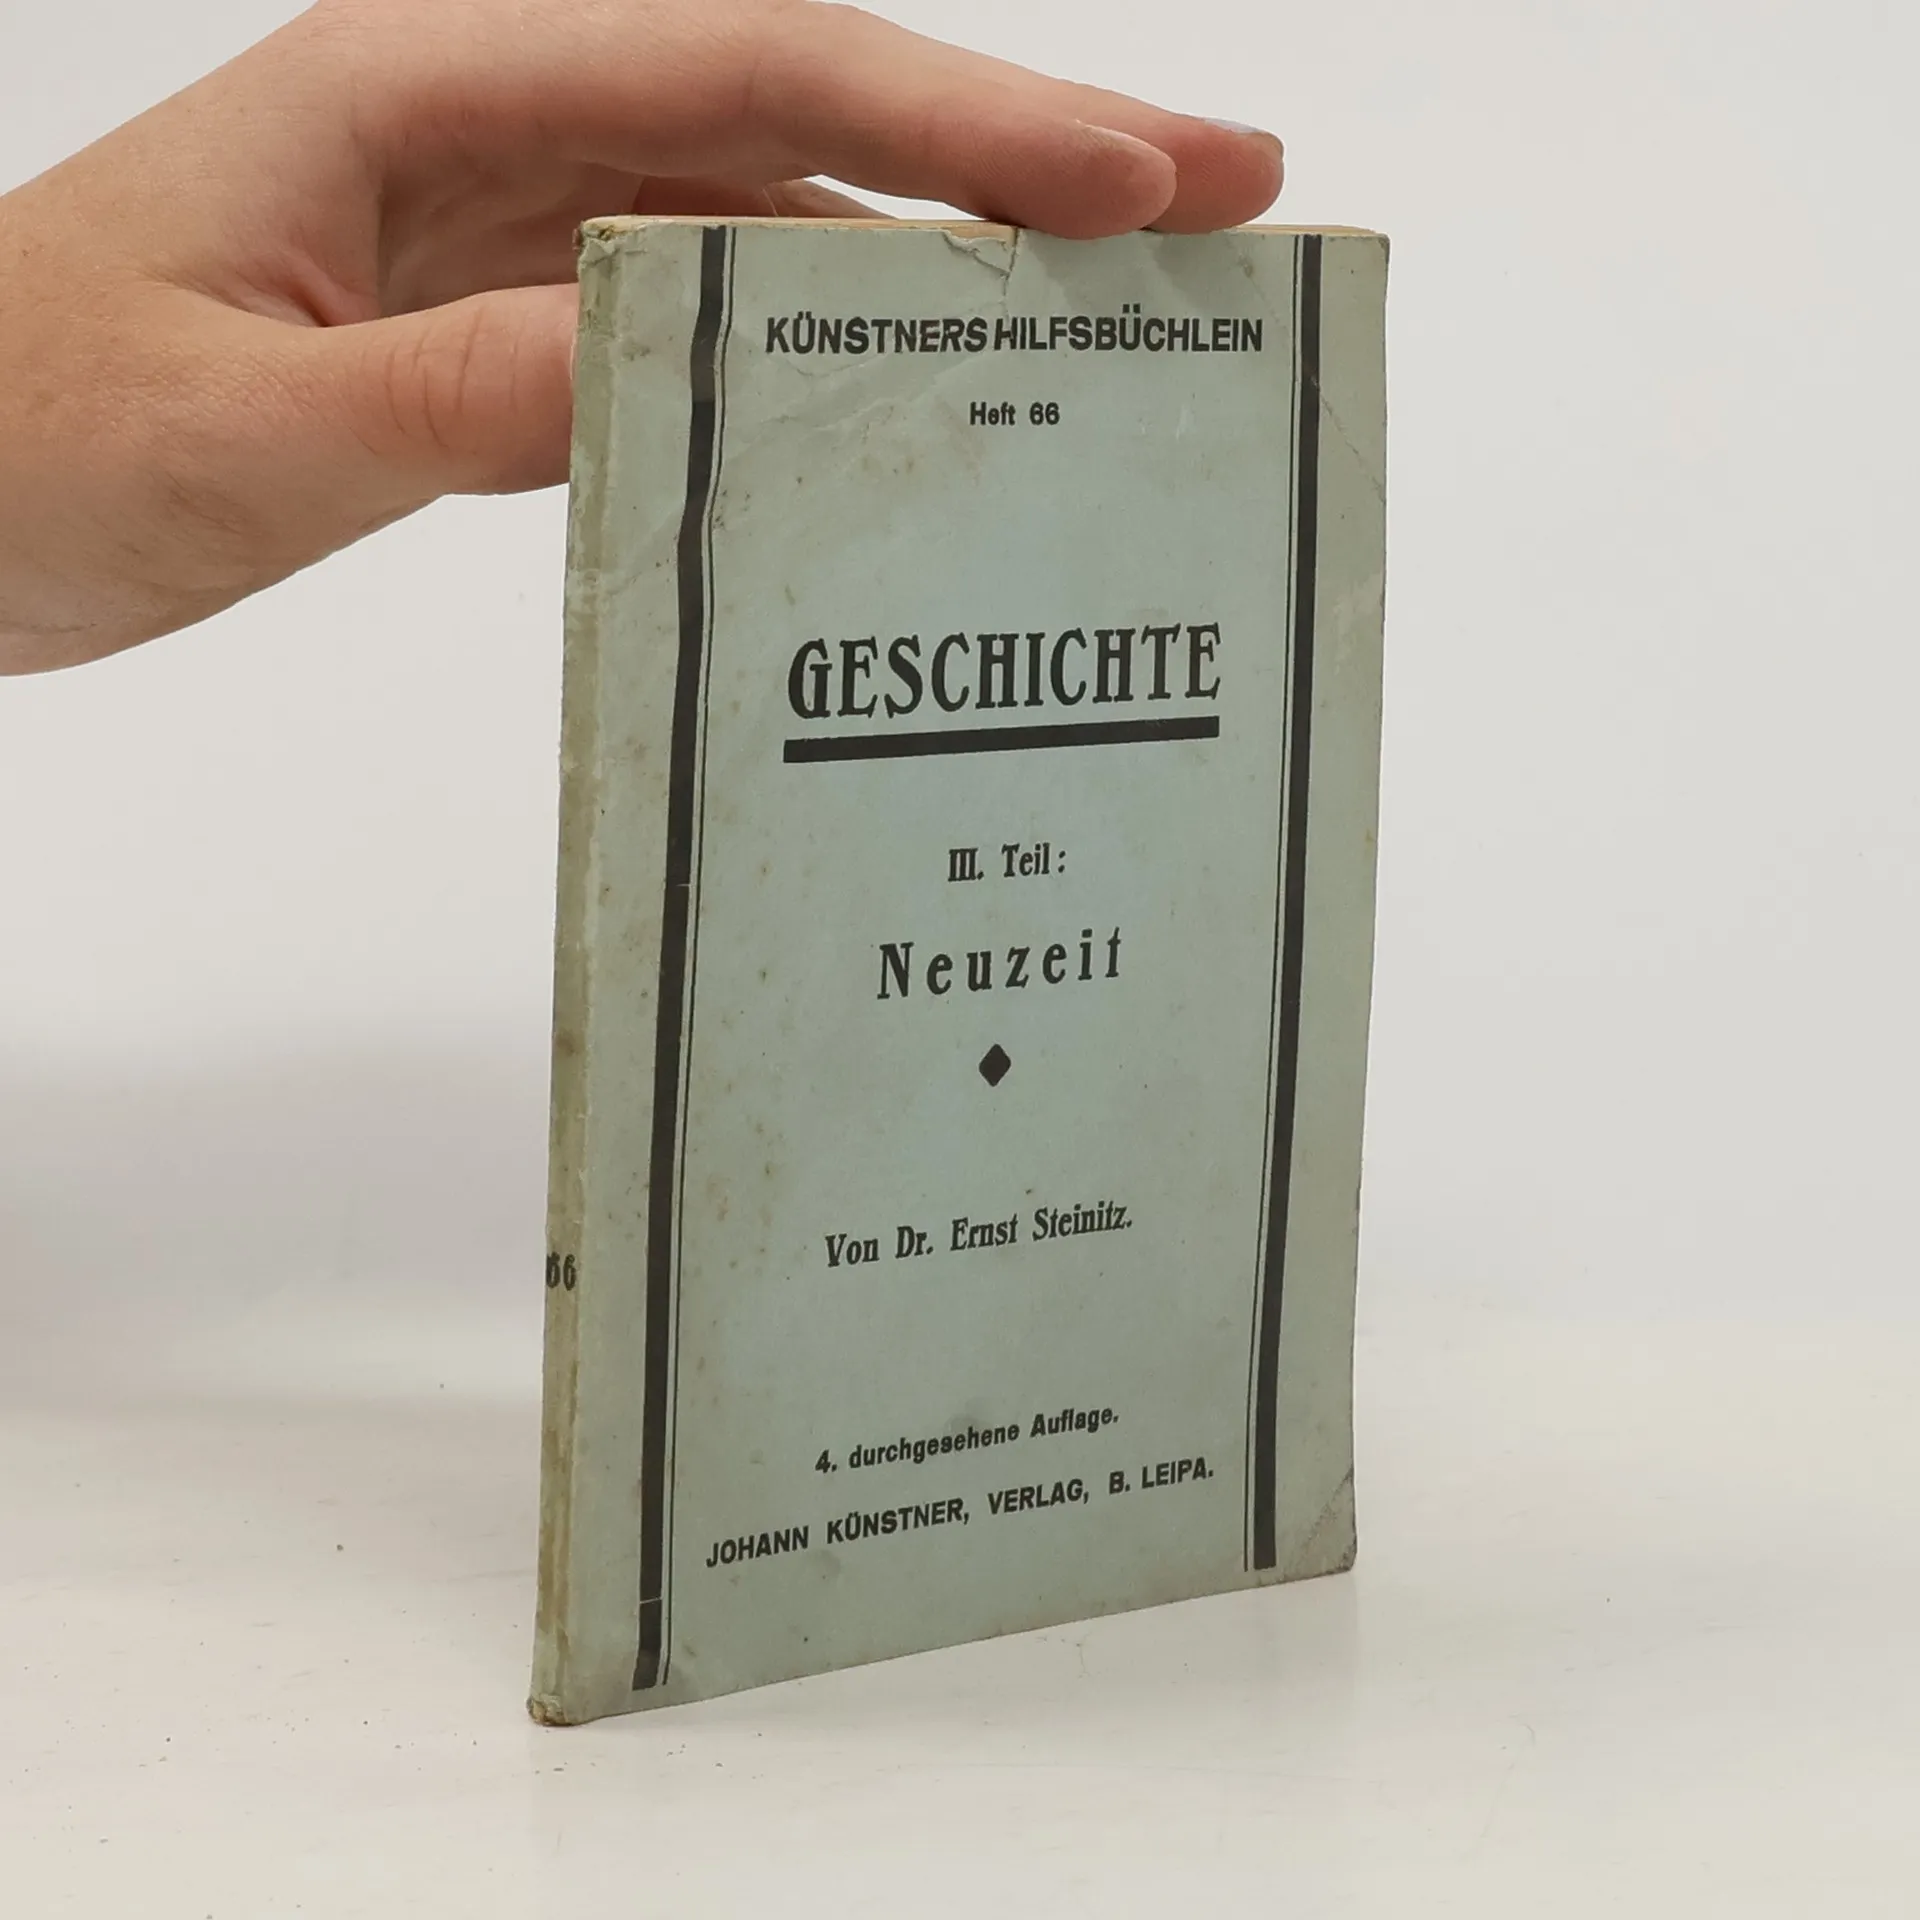 KÜNSTNERS HILFSBÜCHLEIN
Heft 66
GESCHICHTE
III. Teil:
Neuzeit
Von Dr. Ernst Steinitz.
4. durchgesehene Auflage.
JOHANN KÜNSTNER, VERLAG, B. LEIPA.
66